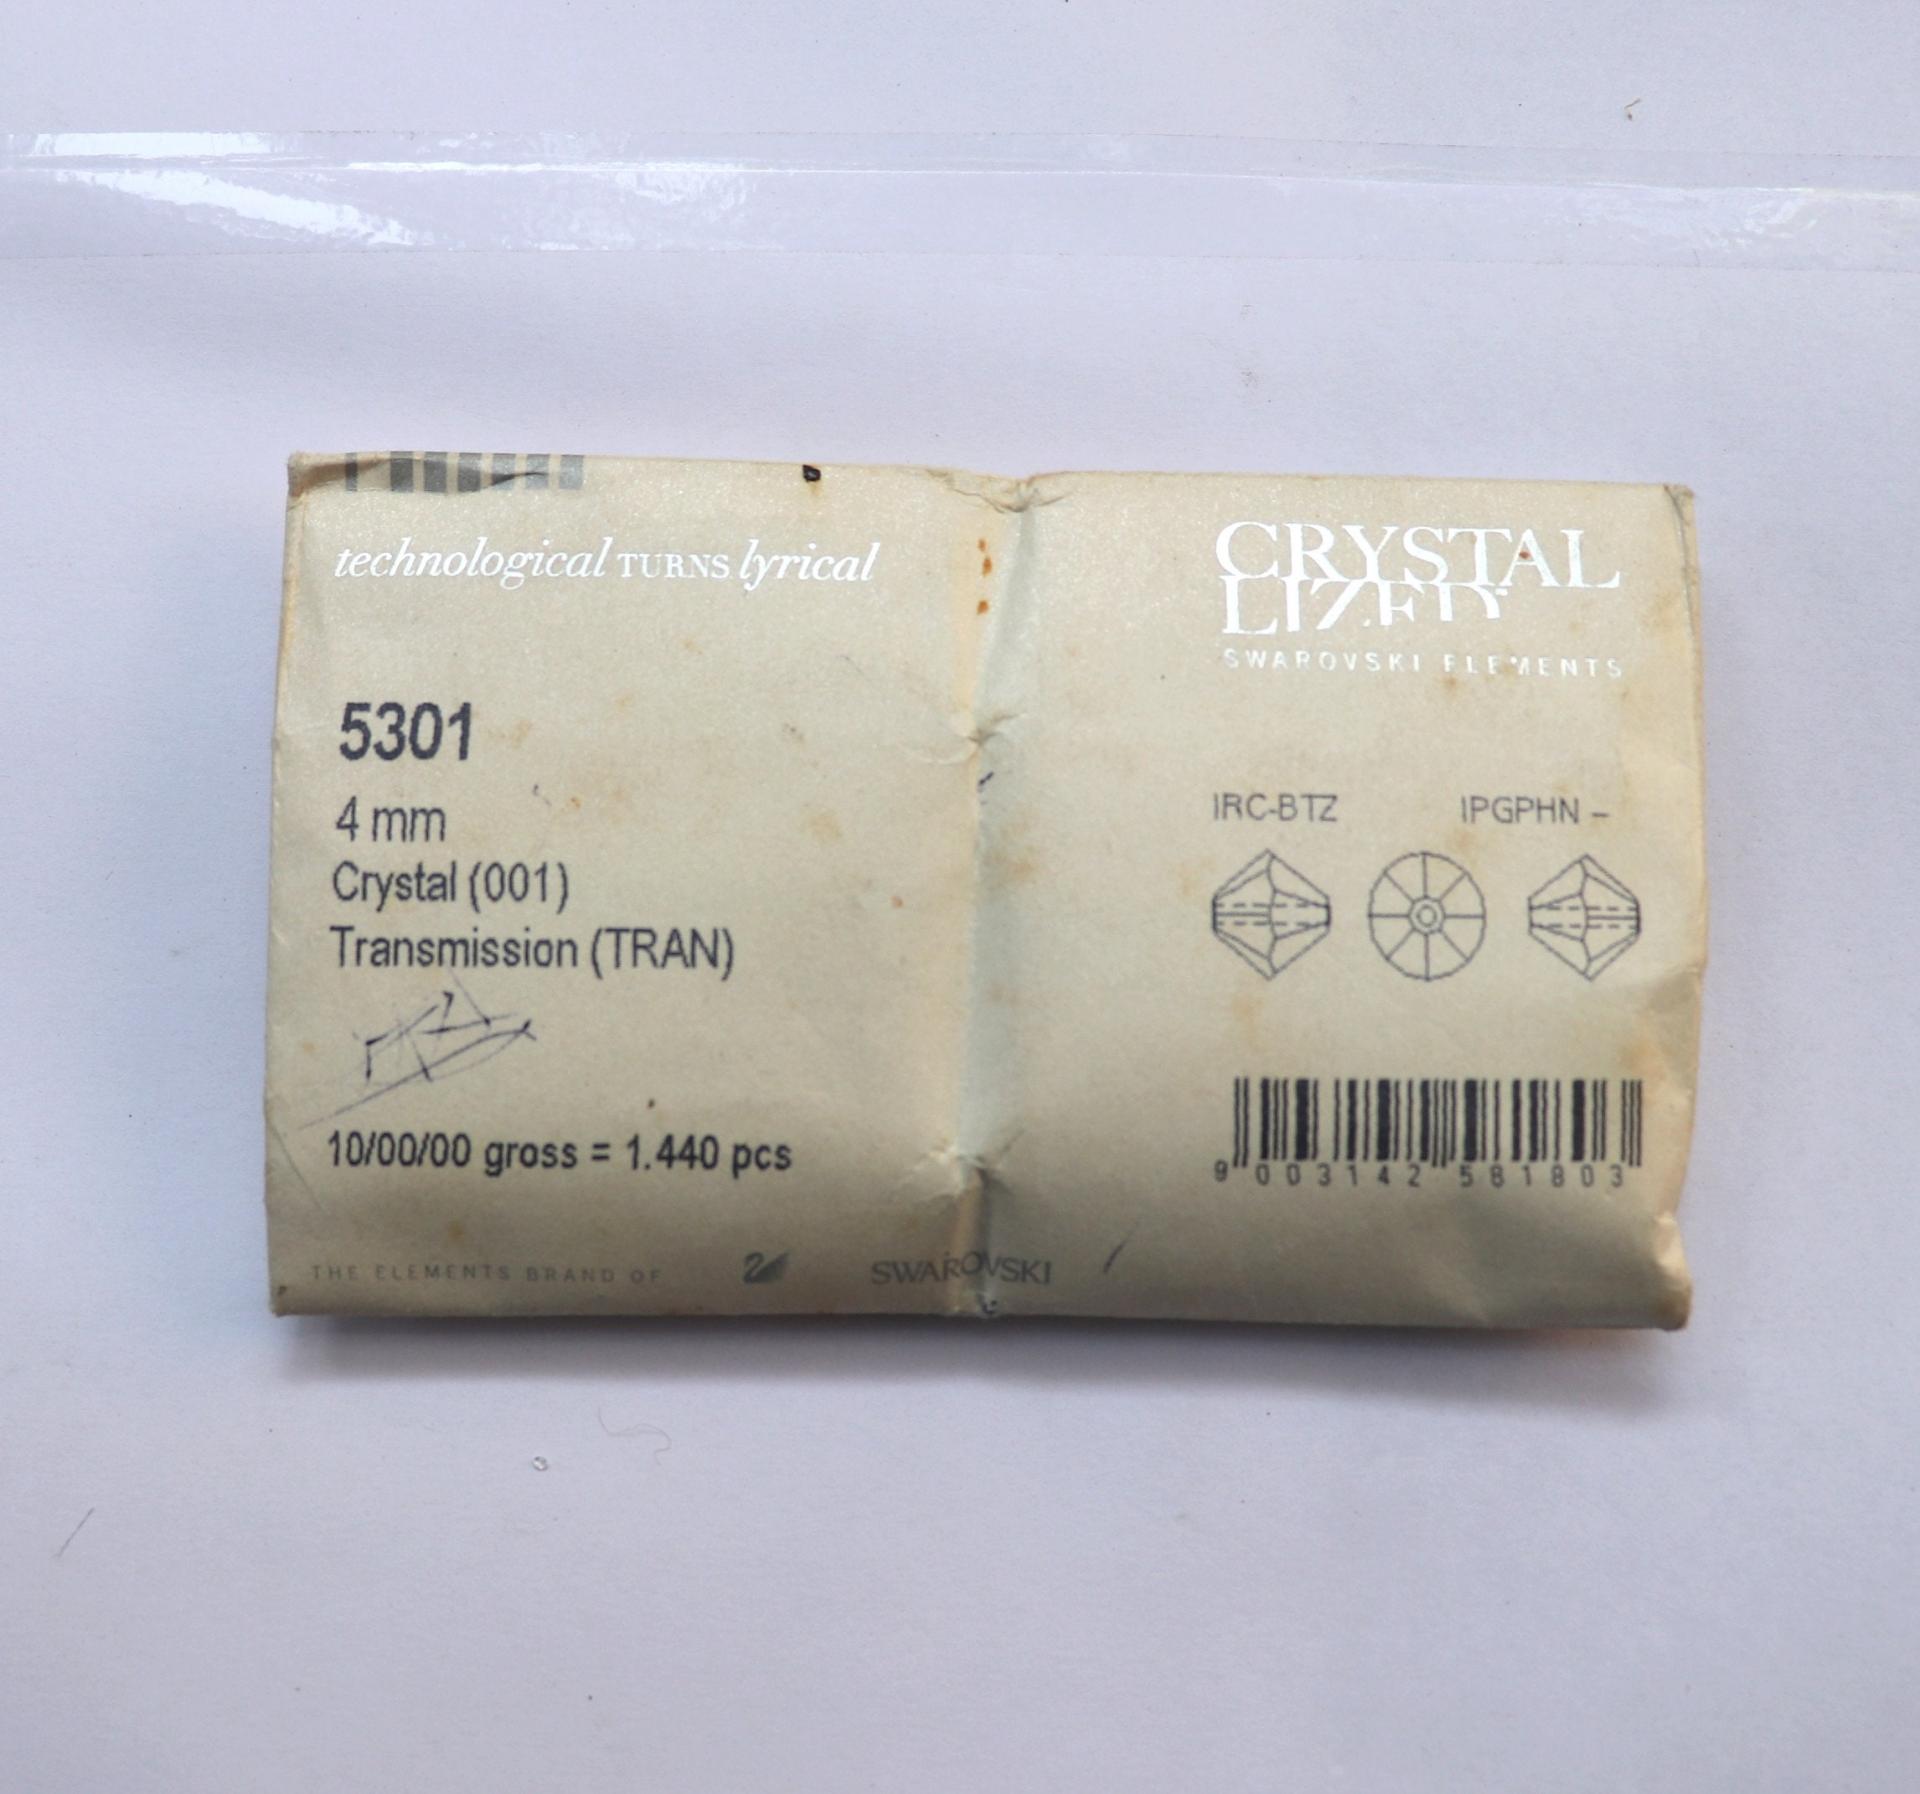 technological TURNS lyrical
CRYSTAL
LIZED™
SWAROVSKI ELEMENTS
5301
4 mm
Crystal (001)
Transmission (TRAN)
10/00/00 gross = 1.440 pcs
IRC-BTZ IPGPHN –
9 003142 581803
THE ELEMENTS BRAND OF SWAROVSKI